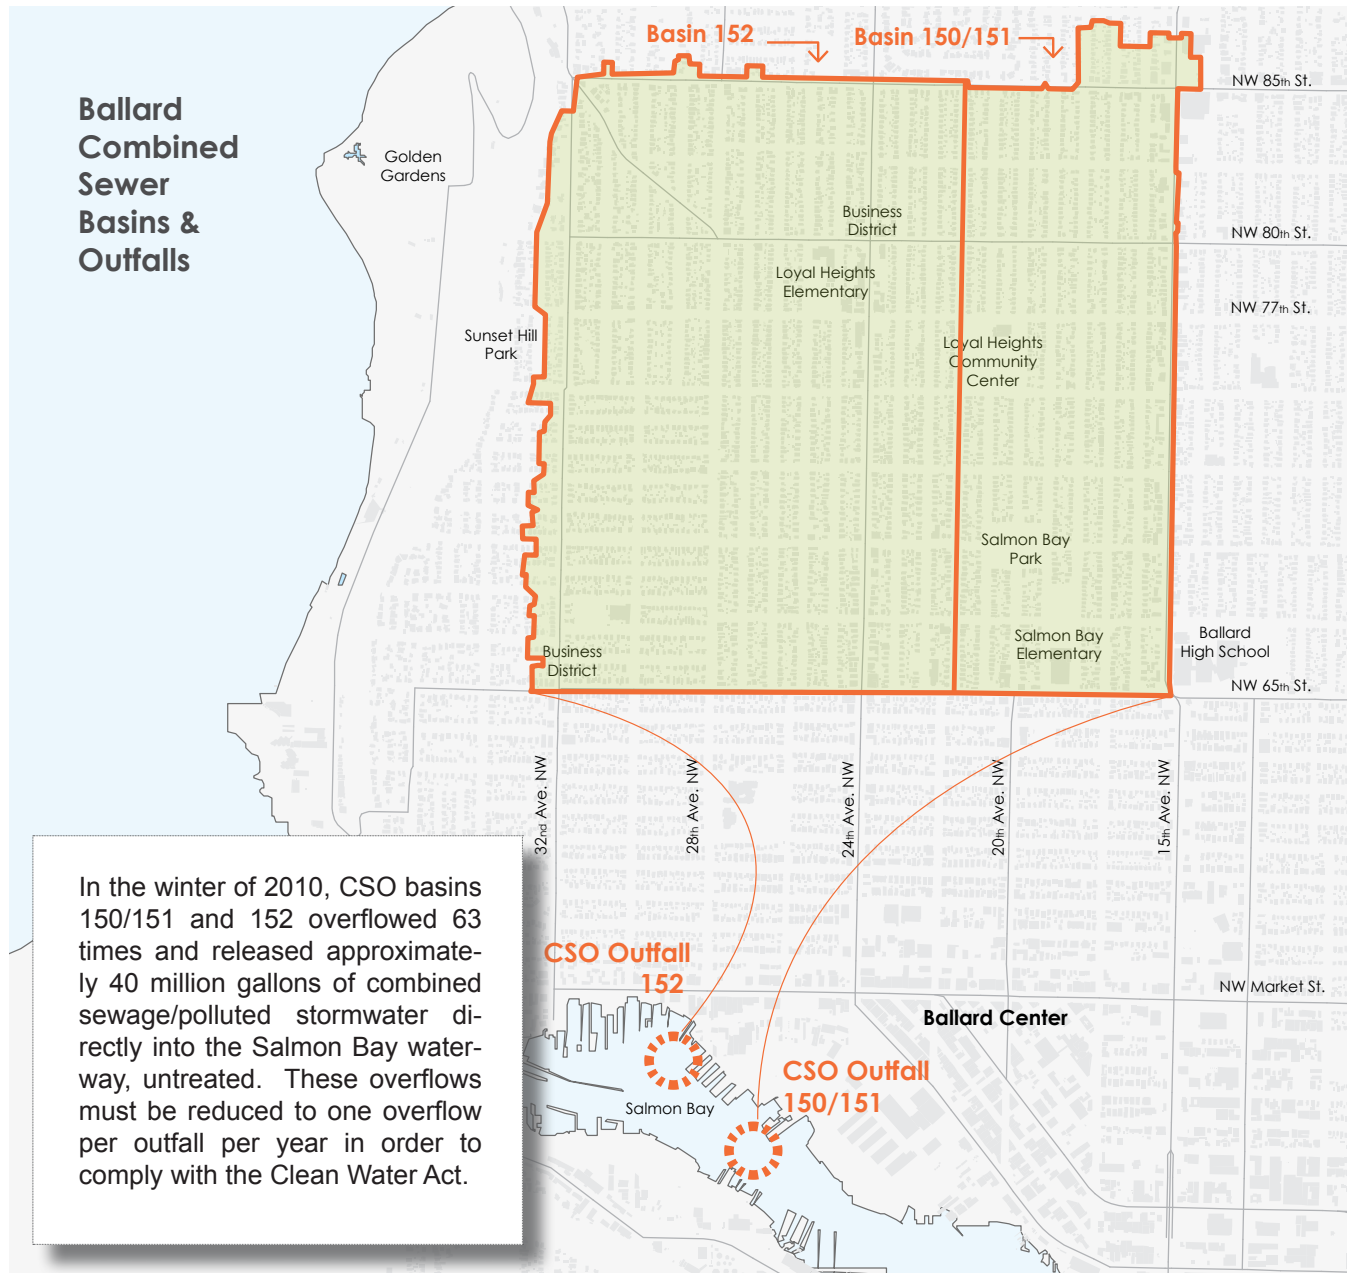 Basin 152
Basin 150/151
NW 85th St.
Ballard
Combined
Sewer
Basins &
Outfalls
Golden
Gardens
Business
District
NW 80th St.
Loyal Heights
Elementary
NW 77th St.
Sunset Hill
Park
Loyal Heights
Community
Center
Salmon Bay
Park
Salmon Bay
Elementary
Ballard
High School
Business
District
NW 65th St.
32nd Ave. NW
28th Ave. NW
24th Ave. NW
20th Ave. NW
15th Ave. NW
In the winter of 2010, CSO basins
150/151 and 152 overflowed 63
times and released approximate-
ly 40 million gallons of combined
sewage/polluted stormwater di-
rectly into the Salmon Bay water-
way, untreated. These overflows
must be reduced to one overflow
per outfall per year in order to
comply with the Clean Water Act.
CSO Outfall
152
NW Market St.
Ballard Center
CSO Outfall
150/151
Salmon Bay